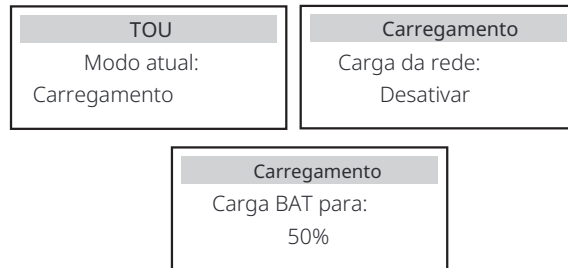 TOU
Modo atual:
Carregamento
Carregamento
Carga da rede:
Desativar
Carregamento
Carga BAT para:
50%